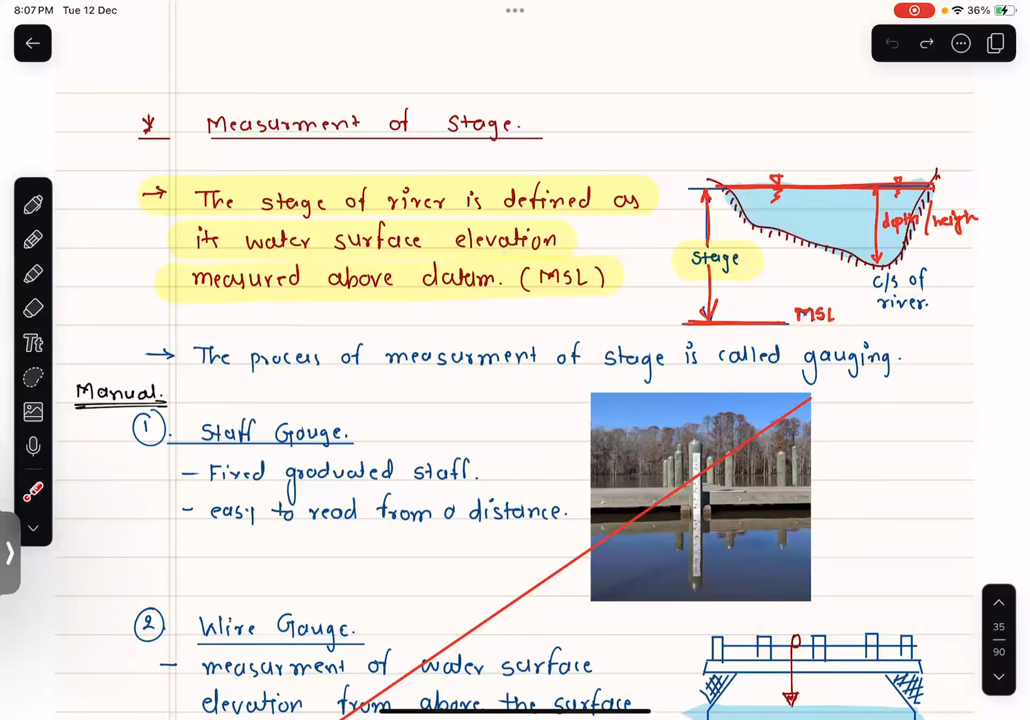 8:07 PM Tue 12 Dec
36%
Measurment of Stage.
→ The stage of river is defined as
its water surface elevation
measured above datum. (MSL)
depth/height
Stage
c/s of
river.
MSL
→ The process of measurment of stage is called gauging.
Manual.
① Staff Gauge.
- Fixed graduated staff.
- easy to read from a distance.
② Wire Gauge.
- measurment of water surface
elevation from above the surface
Tt
35
90